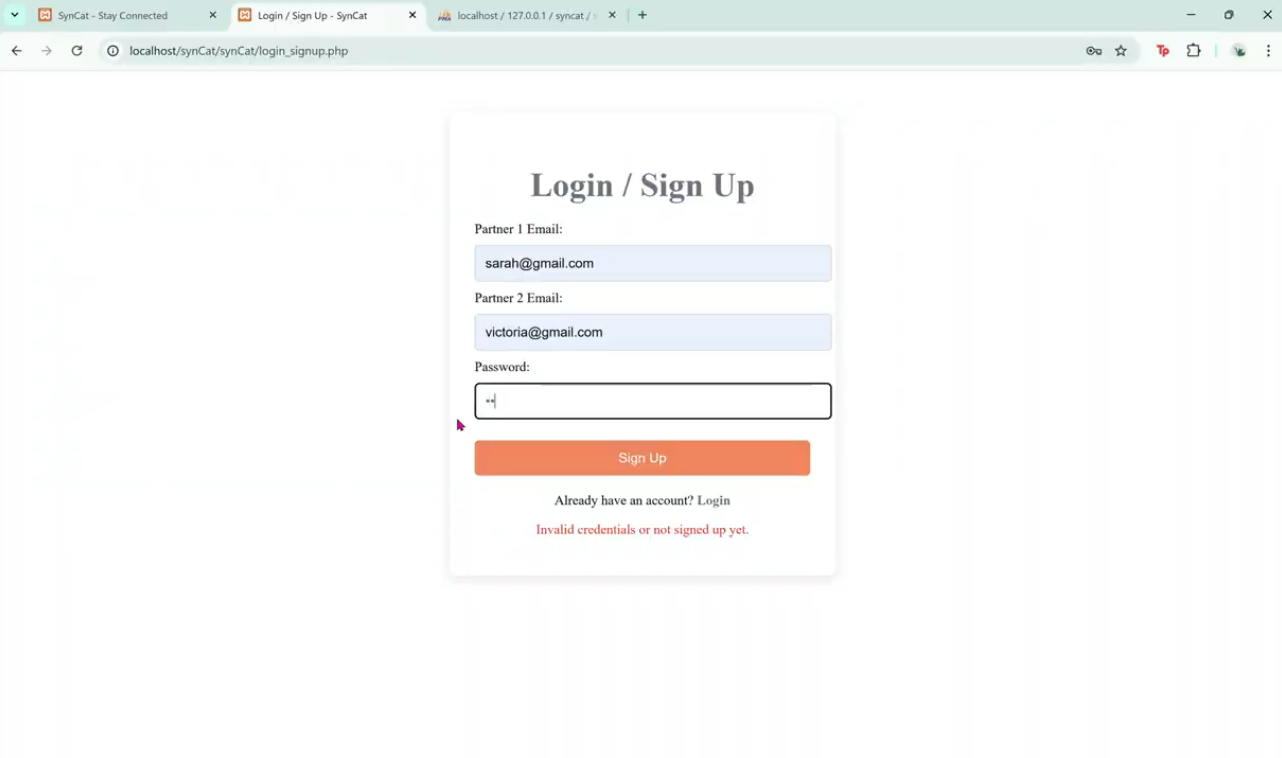 SynCat - Stay Connected
Login / Sign Up - SynCat
localhost / 127.0.0.1 / syncat /
localhost/synCat/synCat/login_signup.php
Tp
Login / Sign Up
Partner 1 Email:
sarah@gmail.com
Partner 2 Email:
victoria@gmail.com
Password:
Sign Up
Already have an account? Login
Invalid credentials or not signed up yet.